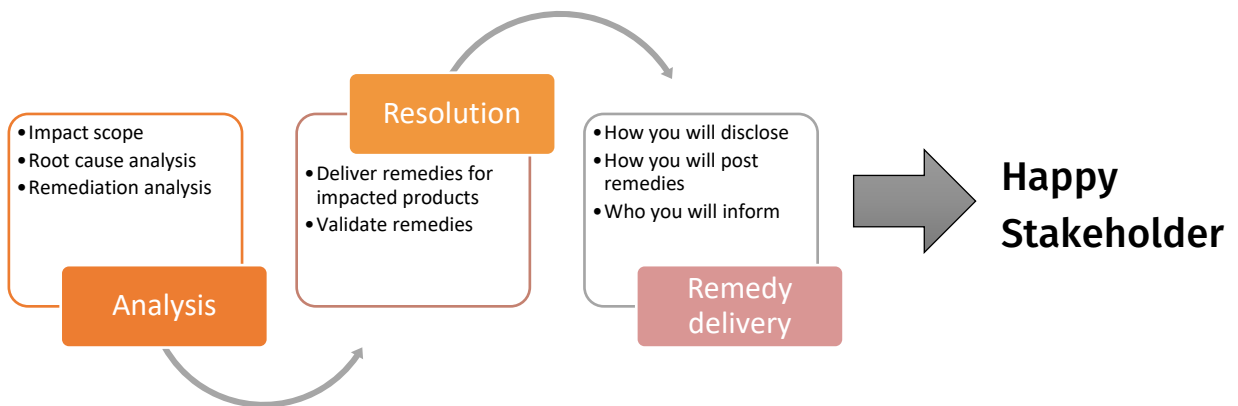 • Impact scope
• Root cause analysis
• Remediation analysis
Analysis
Resolution
• Deliver remedies for
impacted products
• Validate remedies
• How you will disclose
• How you will post
remedies
• Who you will inform
Remedy
delivery
Happy
Stakeholder